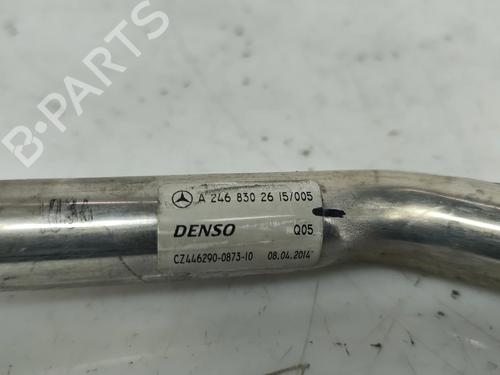 B-PARTS
A 246 830 26 15/005
DENSO
Q05
CZ446290-0873-10 08.04.2014